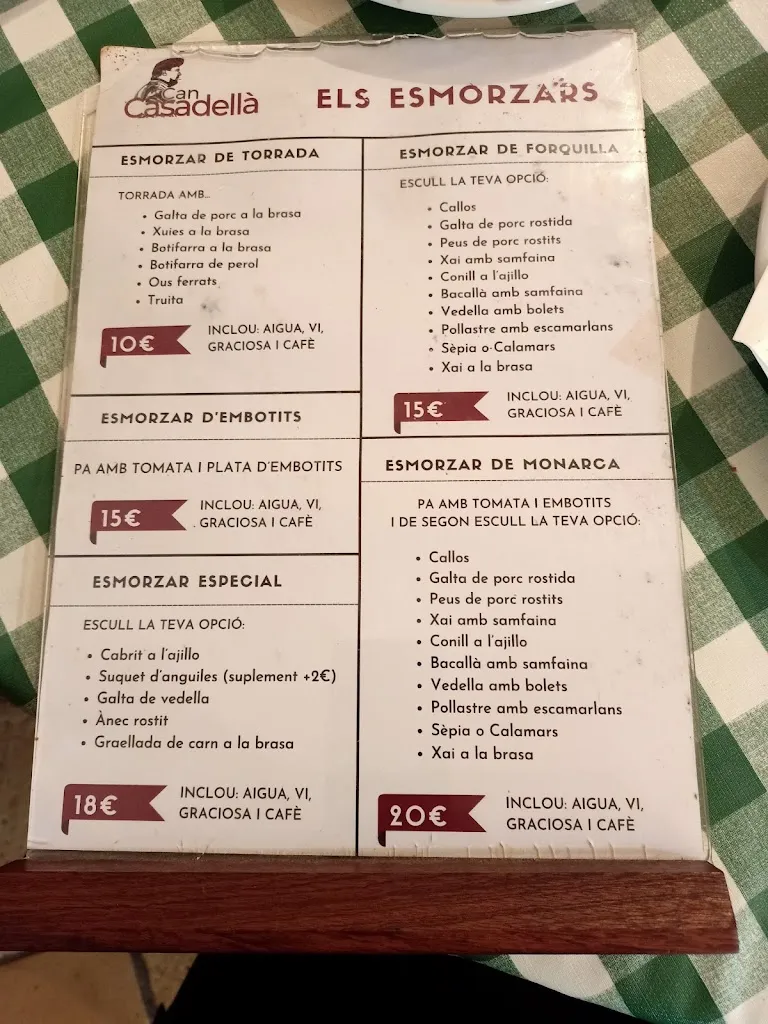 Can
Casadellà
ELS ESMORZARS
ESMORZAR DE TORRADA
TORRADA AMB...
• Galta de porc a la brasa
• Xuies a la brasa
• Botifarra a la brasa
• Botifarra de perol
• Ous ferrats
• Truita
10€
INCLOU: AIGUA, VI,
GRACIOSA I CAFÈ
ESMORZAR D'EMBOTITS
PA AMB TOMATA I PLATA D'EMBOTITS
15€
INCLOU: AIGUA, VI,
GRACIOSA I CAFÈ
ESMORZAR ESPECIAL
ESCULL LA TEVA OPCIÓ:
• Cabrit a l'ajillo
• Suquet d'anguiles (suplement +2€)
• Galta de vedella
• Ànec rostit
• Graellada de carn a la brasa
18€
INCLOU: AIGUA, VI,
GRACIOSA I CAFÈ
ESMORZAR DE FORQUILLA
ESCULL LA TEVA OPCIÓ:
• Callos
• Galta de porc rostida
• Peus de porc rostits
• Xai amb samfaina
• Conill a l'ajillo
• Bacallà amb samfaina
• Vedella amb bolets
• Pollastre amb escamarlans
• Sèpia o Calamars
• Xai a la brasa
15€
INCLOU: AIGUA, VI,
GRACIOSA I CAFÈ
ESMORZAR DE MONARCA
PA AMB TOMATA I EMBOTITS
I DE SEGON ESCULL LA TEVA OPCIÓ:
• Callos
• Galta de porc rostida
• Peus de porc rostits
• Xai amb samfaina
• Conill a l'ajillo
• Bacallà amb samfaina
• Vedella amb bolets
• Pollastre amb escamarlans
• Sèpia o Calamars
• Xai a la brasa
20€
INCLOU: AIGUA, VI,
GRACIOSA I CAFÈ